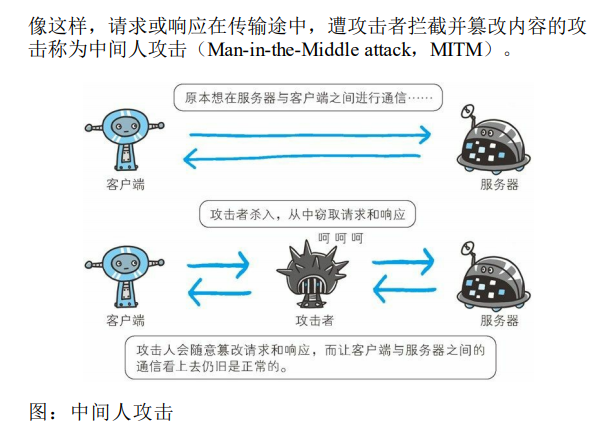 像这样，请求或响应在传输途中，遭攻击者拦截并篡改内容的攻
击称为中间人攻击（Man-in-the-Middle attack，MITM）。
原本想在服务器与客户端之间进行通信……
客户端
服务器
攻击者杀入，从中窃取请求和响应
呵呵呵
客户端
攻击者
服务器
攻击人会随意篡改请求和响应，而让客户端与服务器之间的
通信看上去仍旧是正常的。
图：中间人攻击